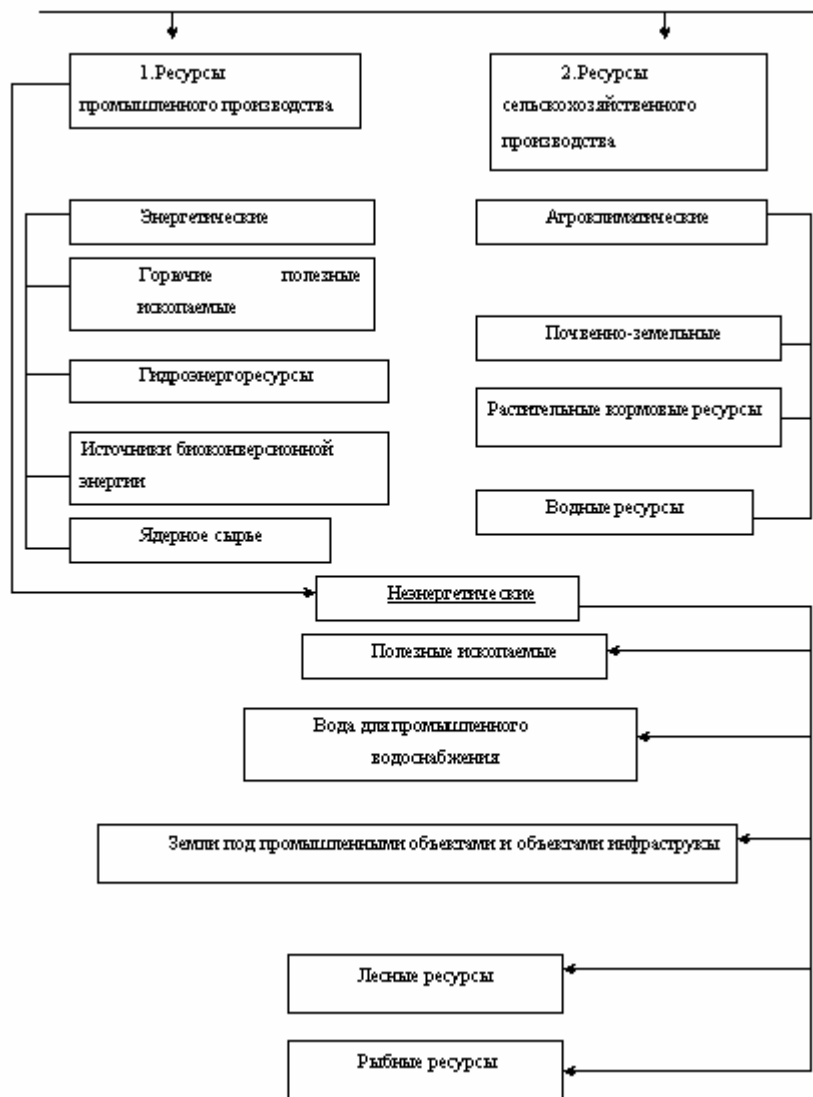 1.Ресурсы
промышленного производства
2.Ресурсы
сельскохозяйственного
производства
Энергетические
Горючие полезные
ископаемые
Гидроэнергоресурсы
Источники биоконверсионной
энергии
Ядерное сырье
Агроклиматические
Почвенно-земельные
Растительные кормовые ресурсы
Водные ресурсы
Неэнергетические
Полезные ископаемые
Вода для промышленного
водоснабжения
Земли под промышленными объектами и объектами инфраструкы
Лесные ресурсы
Рыбные ресурсы